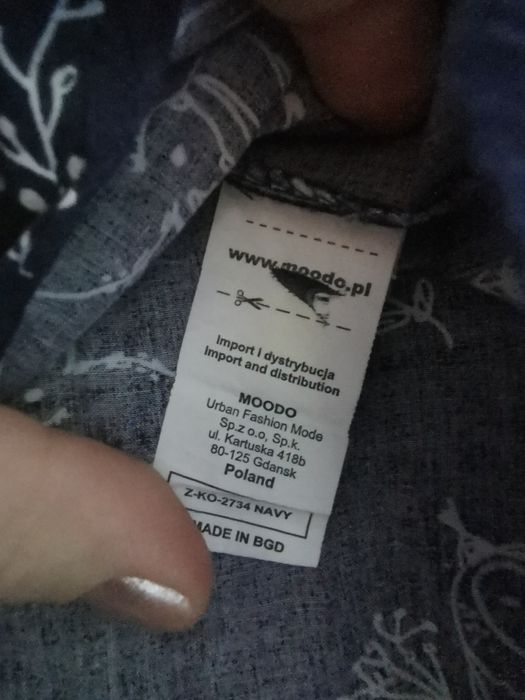 www.moodo.pl
Import i dystrybucja
Import and distribution
MOODO
Urban Fashion Mode
Sp.z o.o, Sp.k.
ul. Kartuska 418b
80-125 Gdansk
Poland
Z-KO-2734 NAVY
MADE IN BGD